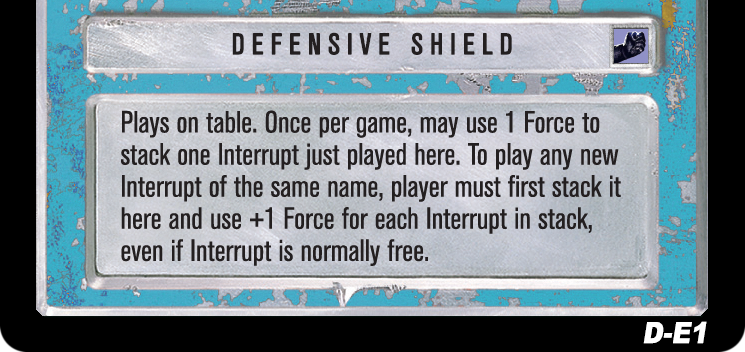 DEFENSIVE SHIELD
Plays on table. Once per game, may use 1 Force to
stack one Interrupt just played here. To play any new
Interrupt of the same name, player must first stack it
here and use +1 Force for each Interrupt in stack,
even if Interrupt is normally free.
D-E1